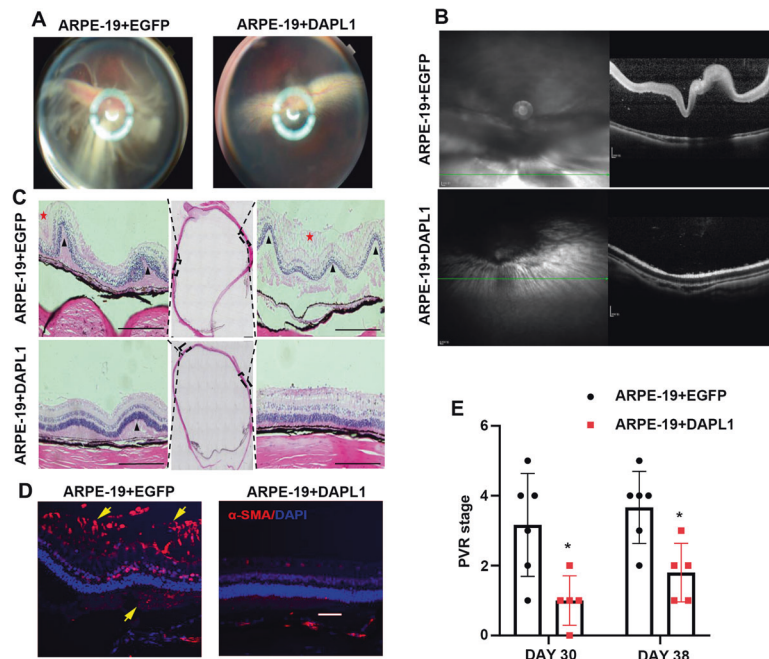 A
ARPE-19+EGFP
ARPE-19+DAPL1
B
ARPE-19+EGFP
ARPE-19+DAPL1
C
ARPE-19+EGFP
ARPE-19+DAPL1
D
ARPE-19+EGFP
ARPE-19+DAPL1
α-SMA/DAPI
E
ARPE-19+EGFP
ARPE-19+DAPL1
PVR stage
6
4
2
0
*
*
DAY 30
DAY 38